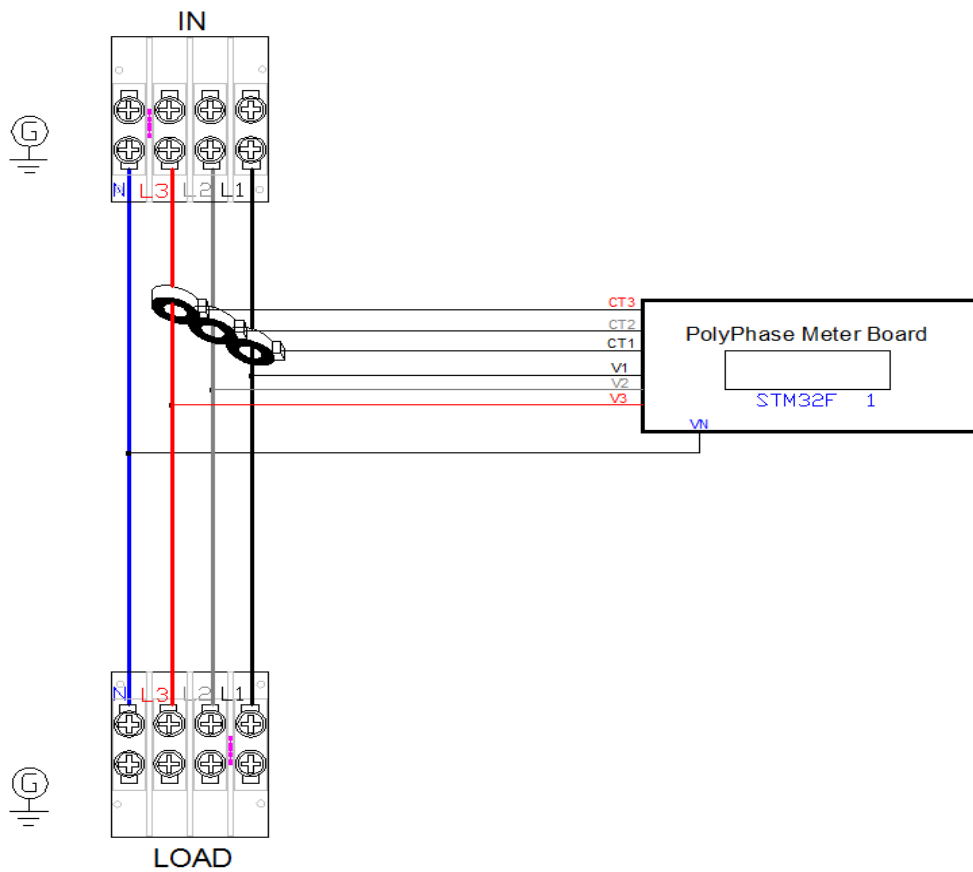 IN
G
N L3 L2 L1
CT3
CT2
CT1
V1
V2
V3
PolyPhase Meter Board
STM32F 1
VN
N L3 L2 L1
G
LOAD